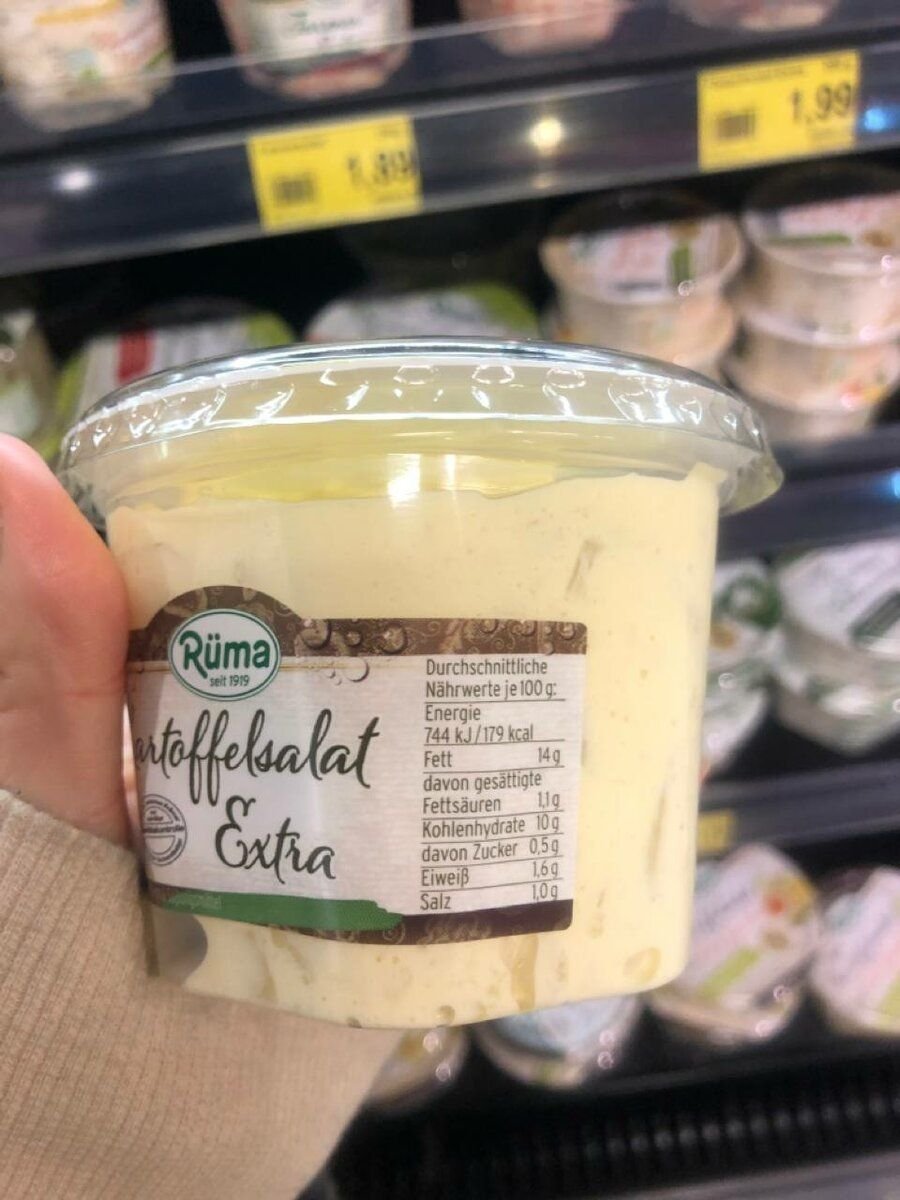 1.89
1.99
Rüma
seit 1919
artoffelsalat
Extra
Durchschnittliche
Nährwerte je 100 g:
Energie
744 kJ/179 kcal
Fett 14 g
davon gesättigte
Fettsäuren 1,1 g
Kohlenhydrate 10 g
davon Zucker 0,5 g
Eiweiß 1,6 g
Salz 1,0 g